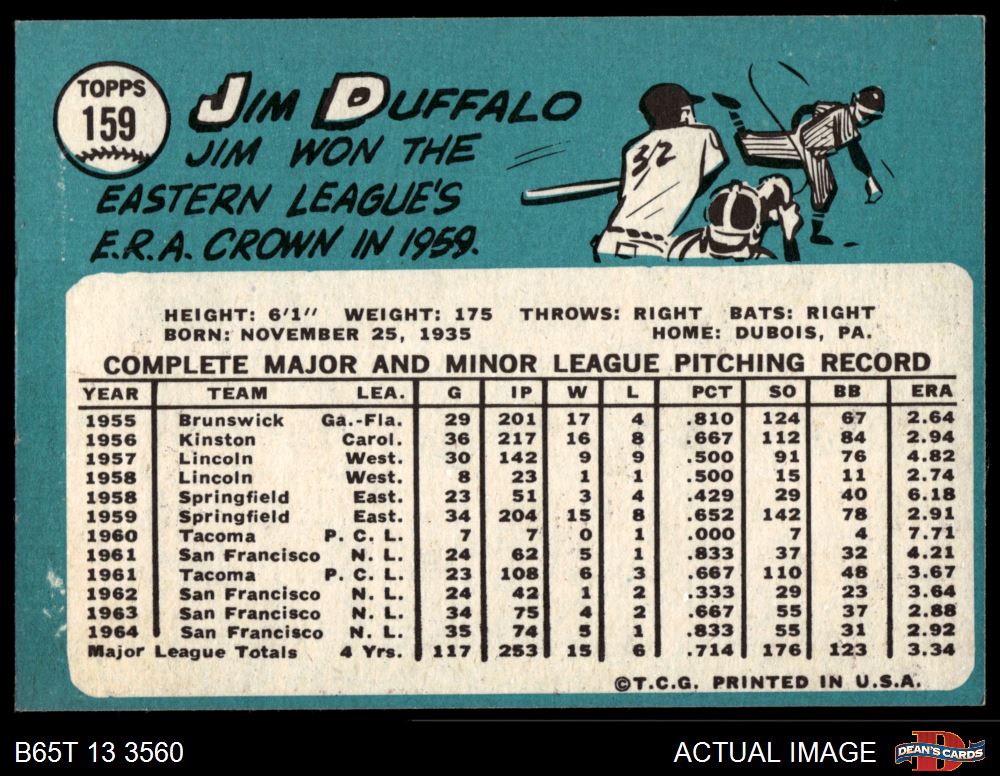 TOPPS
159
JIM DUFFALO
JIM WON THE
EASTERN LEAGUE'S
E.R.A. CROWN IN 1959.
32
HEIGHT: 6'1" WEIGHT: 175 THROWS: RIGHT BATS: RIGHT
BORN: NOVEMBER 25, 1935 HOME: DUBOIS, PA.
COMPLETE MAJOR AND MINOR LEAGUE PITCHING RECORD
YEAR TEAM LEA. G IP W L PCT SO BB ERA
1955 Brunswick Ga.-Fla. 29 201 17 4 .810 124 67 2.64
1956 Kinston Carol. 36 217 16 8 .667 112 84 2.94
1957 Lincoln West. 30 142 9 9 .500 91 76 4.82
1958 Lincoln West. 8 23 1 1 .500 15 11 2.74
1958 Springfield East. 23 51 3 4 .429 29 40 6.18
1959 Springfield East. 34 204 15 8 .652 142 78 2.91
1960 Tacoma P. C. L. 7 7 0 1 .000 7 4 7.71
1961 San Francisco N. L. 24 62 5 1 .833 37 32 4.21
1961 Tacoma P. C. L. 23 108 6 3 .667 110 48 3.67
1962 San Francisco N. L. 24 42 1 2 .333 29 23 3.64
1963 San Francisco N. L. 34 75 4 2 .667 55 37 2.88
1964 San Francisco N. L. 35 74 5 1 .833 55 31 2.92
Major League Totals 4 Yrs. 117 253 15 6 .714 176 123 3.34
©T.C.G. PRINTED IN U.S.A.
B65T 13 3560 ACTUAL IMAGE
D
DEAN'S CARDS